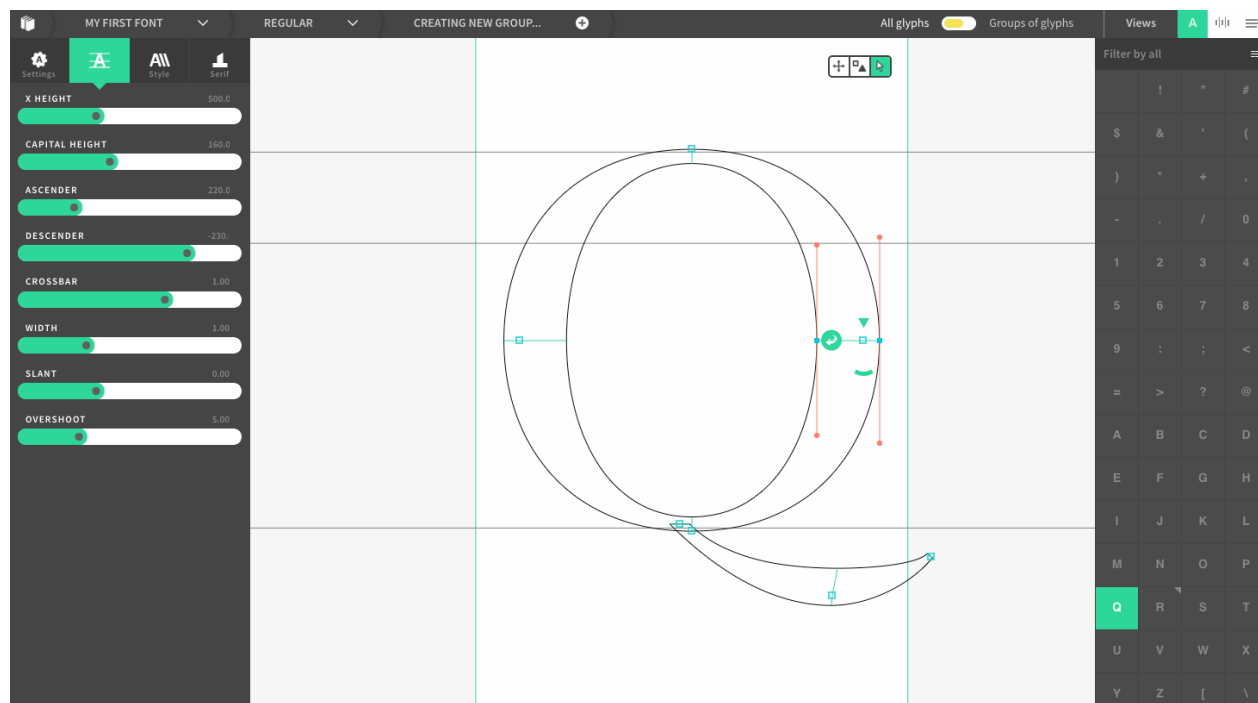 MY FIRST FONT REGULAR CREATING NEW GROUP... All glyphs Groups of glyphs Views A
Settings Style Serif
Filter by all
X HEIGHT 500.0
CAPITAL HEIGHT 160.0
ASCENDER 220.0
DESCENDER -230.
CROSSBAR 1.00
WIDTH 1.00
SLANT 0.00
OVERSHOOT 5.00
! " #
$ & ' (
) * + ,
- . / 0
1 2 3 4
5 6 7 8
9 : ; <
= > ? @
A B C D
E F G H
I J K L
M N O P
Q R S T
U V W X
Y Z [ \